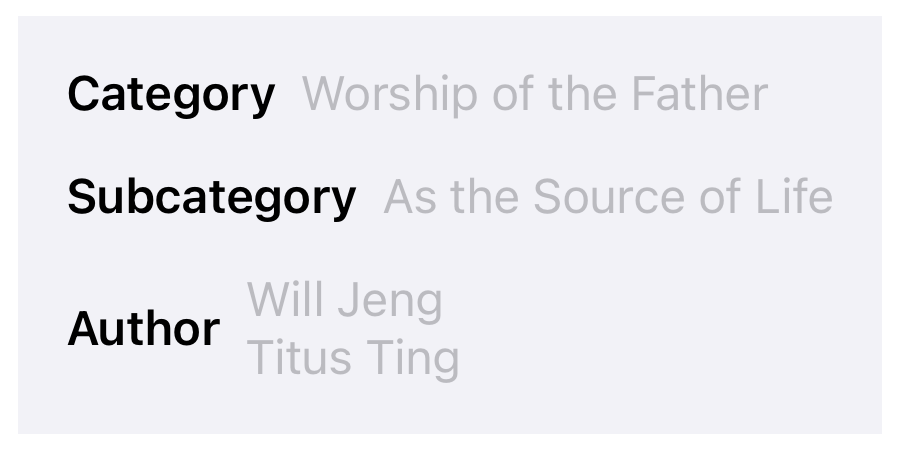 Category Worship of the Father
Subcategory As the Source of Life
Author Will Jeng
Titus Ting